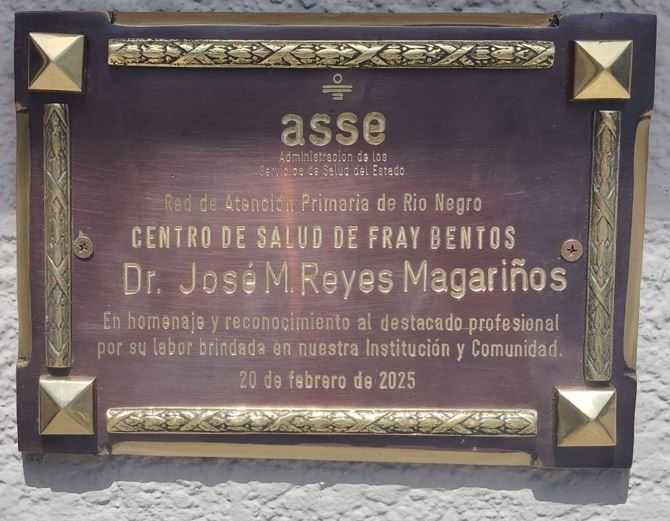 asse
Administración de los
Servicios de Salud del Estado
Red de Atención Primaria de Rio Negro
CENTRO DE SALUD DE FRAY BENTOS
Dr. José M. Reyes Magariños
En homenaje y reconocimiento al destacado profesional
por su labor brindada en nuestra Institución y Comunidad.
20 de febrero de 2025